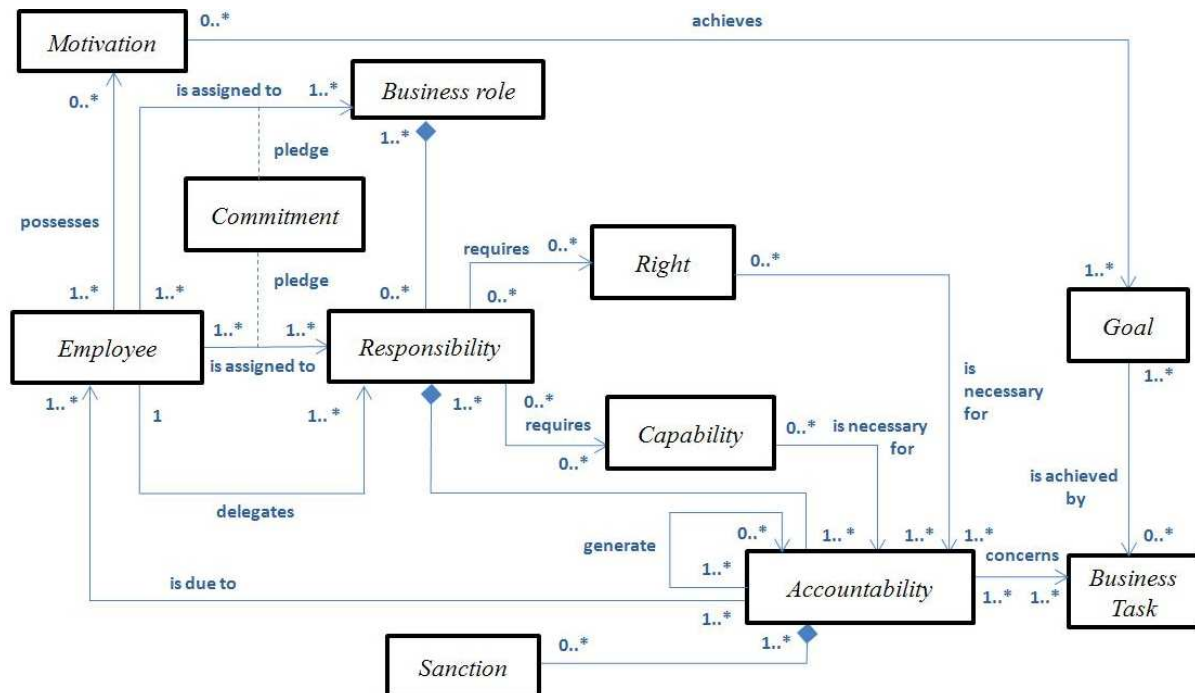 0..*
achieves
Motivation
is assigned to
1..*
Business role
0..*
1..*
pledge
Commitment
possesses
requires
0..*
Right
0..*
pledge
1..*
1..*
0..*
0..*
1..*
Goal
Employee
1..*
1..*
Responsibility
is assigned to
1..*
1..*
1
1..*
1..*
0..*
requires
0..*
Capability
0..*
is necessary
for
is
necessary
for
delegates
is achieved
by
generate
0..*
1..*
1..*
1..*
0..*
concerns
1..*
Accountability
Business
Task
is due to
1..*
1..*
1..*
0..*
1..*
Sanction